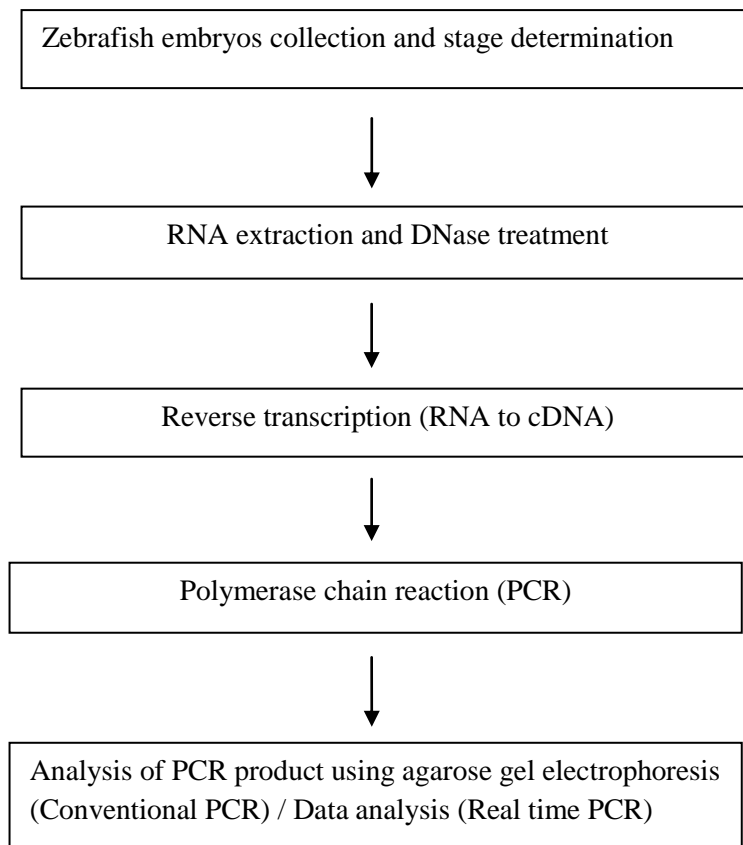 Zebrafish embryos collection and stage determination
RNA extraction and DNase treatment
Reverse transcription (RNA to cDNA)
Polymerase chain reaction (PCR)
Analysis of PCR product using agarose gel electrophoresis
(Conventional PCR) / Data analysis (Real time PCR)